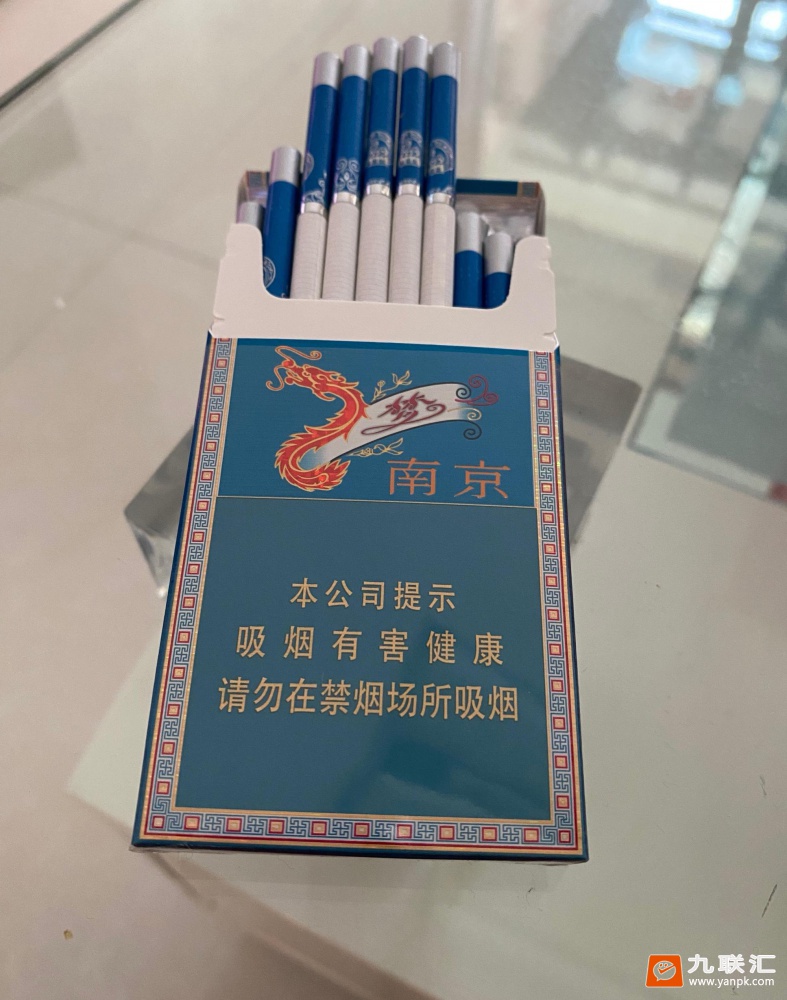 梦
南京
本公司提示
吸烟有害健康
请勿在禁烟场所吸烟
九联汇
www.yanpk.com